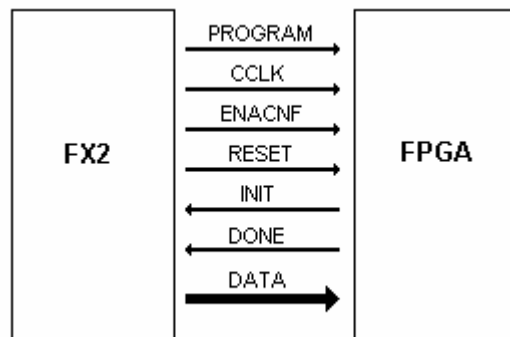 PROGRAM
CCLK
ENACNF
FX2
RESET
FPGA
INIT
DONE
DATA